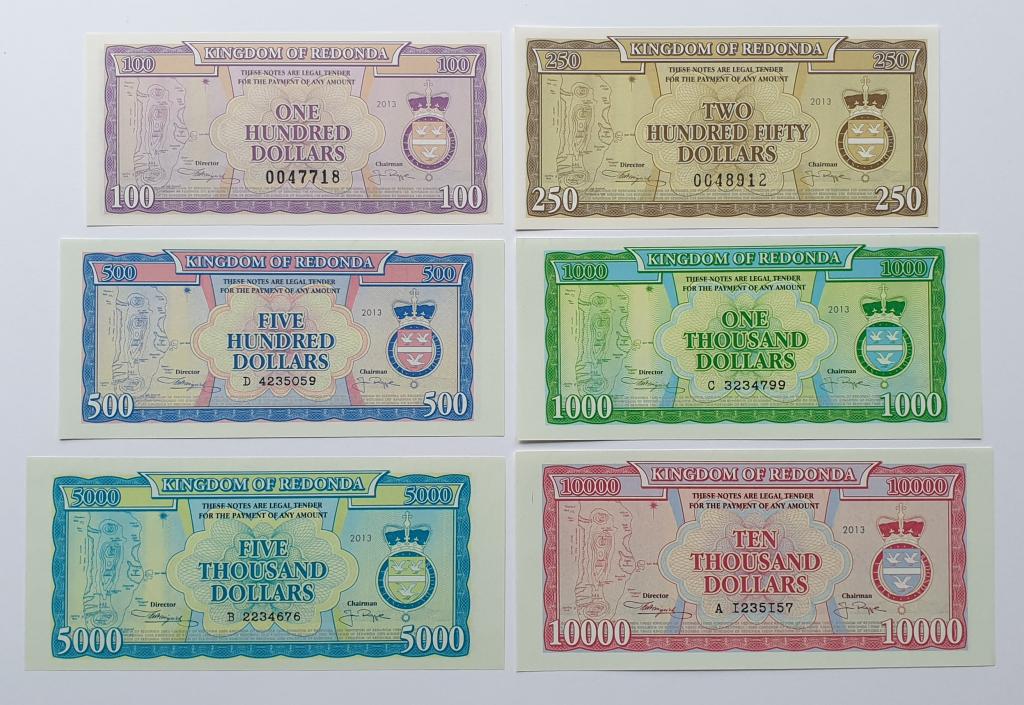 KINGDOM OF REDONDA
100 100
THESE NOTES ARE LEGAL TENDER
FOR THE PAYMENT OF ANY AMOUNT
2013
ONE
HUNDRED
DOLLARS
Director Chairman
0047718
100 100
KINGDOM OF REDONDA
250 250
THESE NOTES ARE LEGAL TENDER
FOR THE PAYMENT OF ANY AMOUNT
2013
TWO
HUNDRED FIFTY
DOLLARS
Director Chairman
0048912
250 250
KINGDOM OF REDONDA
500 500
THESE NOTES ARE LEGAL TENDER
FOR THE PAYMENT OF ANY AMOUNT
2013
FIVE
HUNDRED
DOLLARS
Director Chairman
D 4235059
500 500
KINGDOM OF REDONDA
1000 1000
THESE NOTES ARE LEGAL TENDER
FOR THE PAYMENT OF ANY AMOUNT
2013
ONE
THOUSAND
DOLLARS
Director Chairman
C 3234799
1000 1000
KINGDOM OF REDONDA
5000 5000
THESE NOTES ARE LEGAL TENDER
FOR THE PAYMENT OF ANY AMOUNT
2013
FIVE
THOUSAND
DOLLARS
Director Chairman
B 2234676
5000 5000
KINGDOM OF REDONDA
10000 10000
THESE NOTES ARE LEGAL TENDER
FOR THE PAYMENT OF ANY AMOUNT
2013
TEN
THOUSAND
DOLLARS
Director Chairman
A I235I57
10000 10000